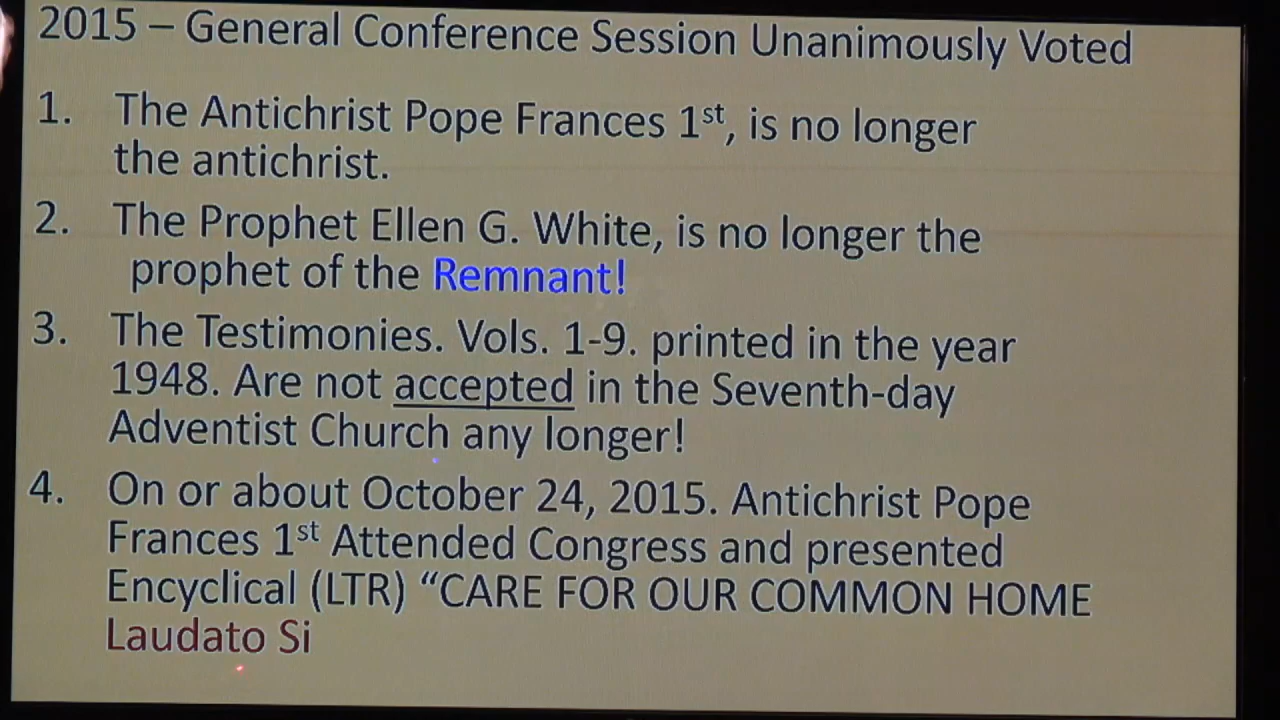 2015 – General Conference Session Unanimously Voted
1. The Antichrist Pope Frances 1st, is no longer
the antichrist.
2. The Prophet Ellen G. White, is no longer the
prophet of the Remnant!
3. The Testimonies. Vols. 1-9. printed in the year
1948. Are not accepted in the Seventh-day
Adventist Church any longer!
4. On or about October 24, 2015. Antichrist Pope
Frances 1st Attended Congress and presented
Encyclical (LTR) “CARE FOR OUR COMMON HOME
Laudato Si